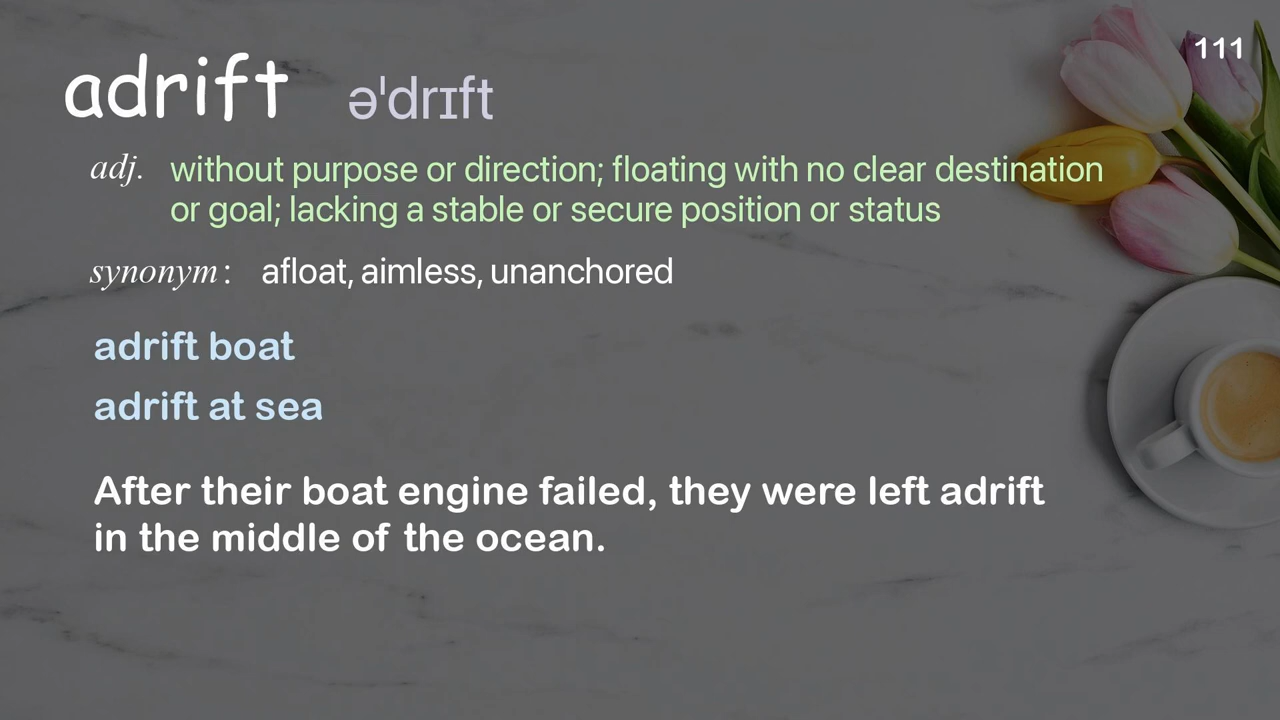 111
adrift əˈdrɪft
adj. without purpose or direction; floating with no clear destination
or goal; lacking a stable or secure position or status
synonym: afloat, aimless, unanchored
adrift boat
adrift at sea
After their boat engine failed, they were left adrift
in the middle of the ocean.